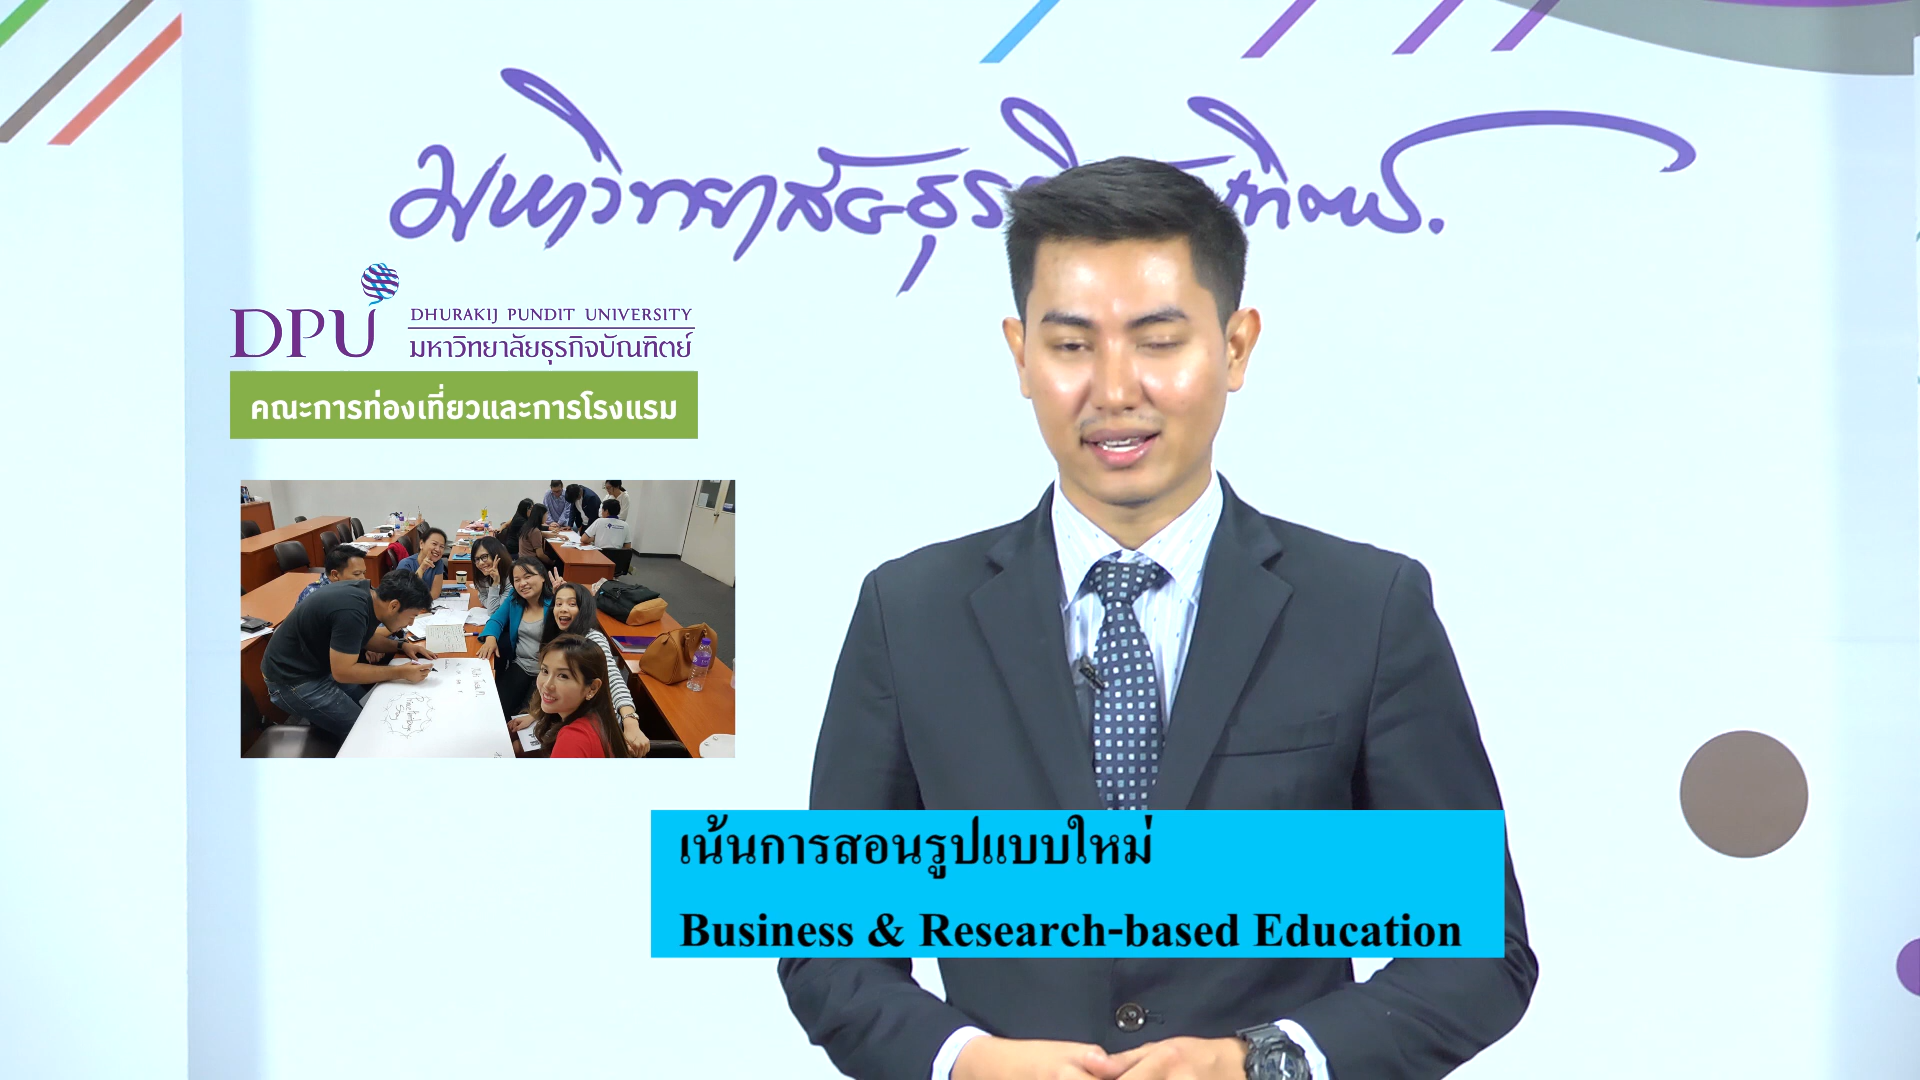 มหาวิทยาลัยธุรกิจบัณฑิตย์
DPU
DHURAKIJ PUNDIT UNIVERSITY
มหาวิทยาลัยธุรกิจบัณฑิตย์
คณะการท่องเที่ยวและการโรงแรม
เน้นการสอนรูปแบบใหม่
Business & Research-based Education